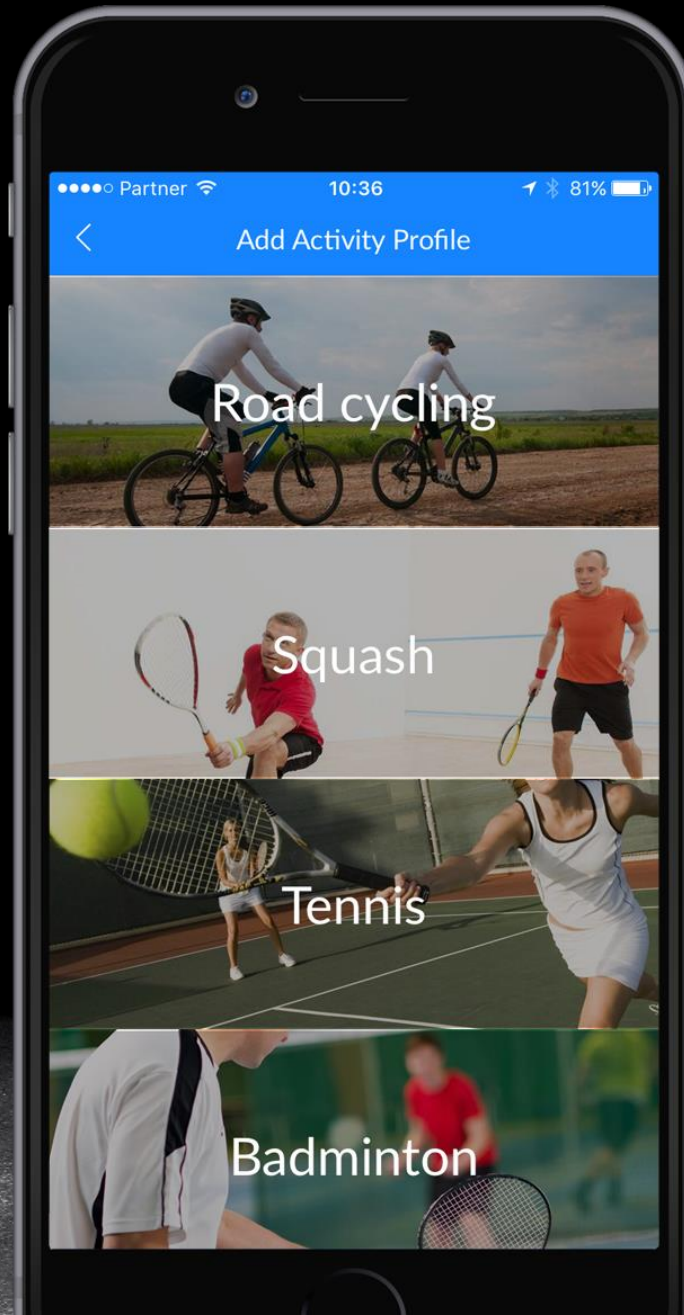 Partner
10:36
81%
Add Activity Profile
Road cycling
Squash
Tennis
Badminton